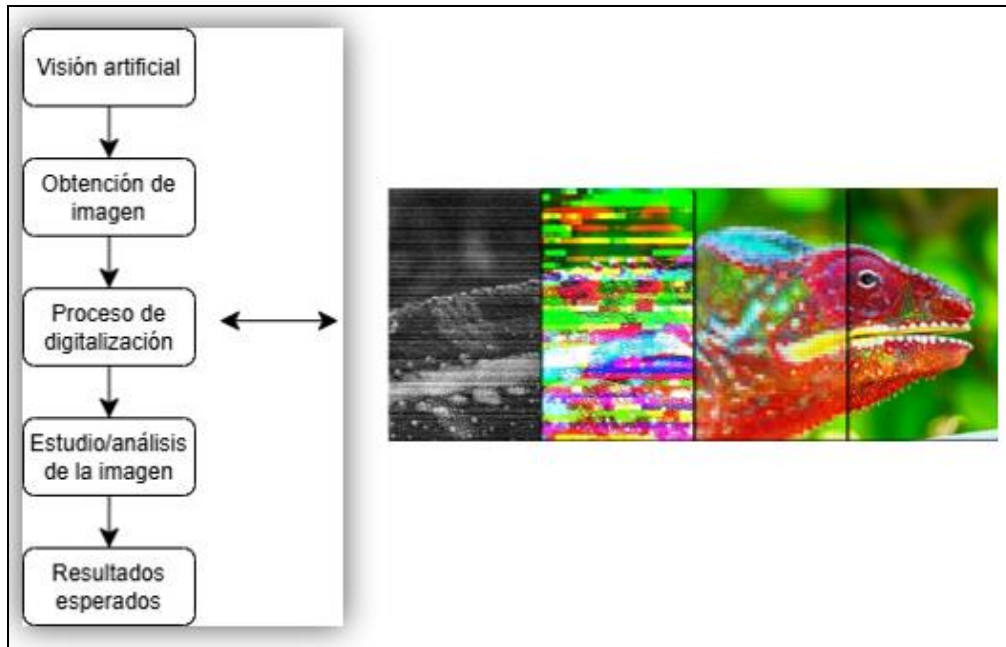 Visión artificial
Obtención de
imagen
Proceso de
digitalización
Estudio/análisis
de la imagen
Resultados
esperados